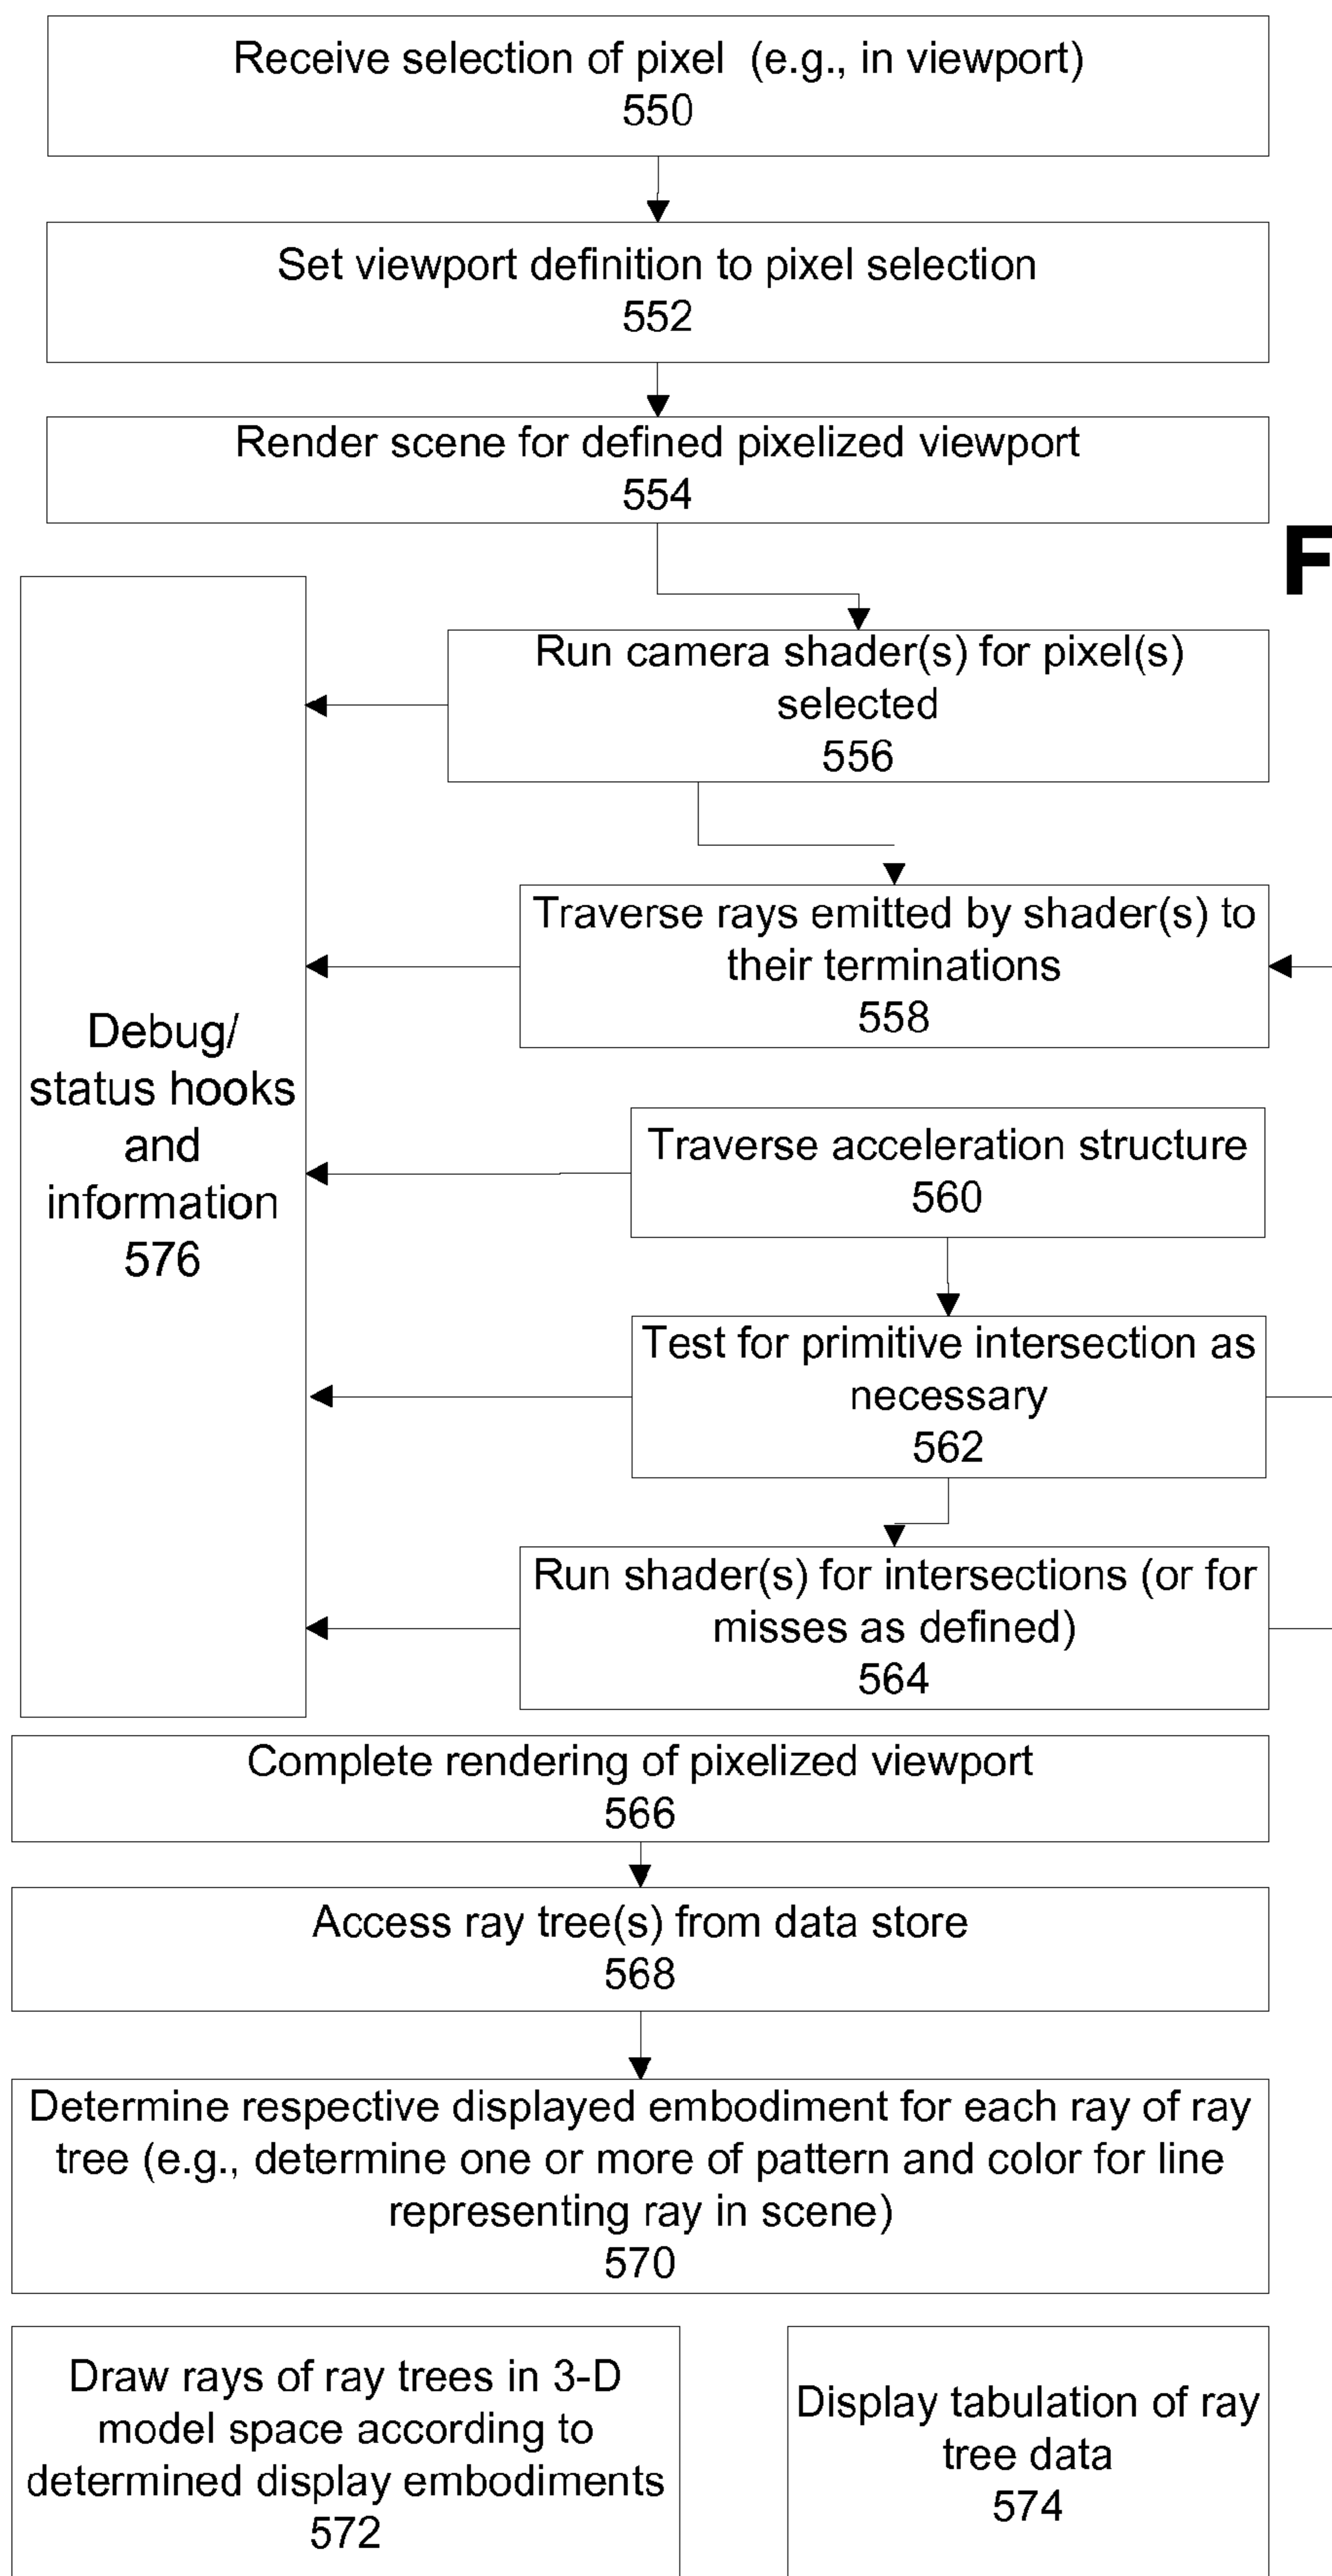 Receive selection of pixel (e.g., in viewport)
550
Set viewport definition to pixel selection
552
Render scene for defined pixelized viewport
554
F
Run camera shader(s) for pixel(s)
selected
556
Traverse rays emitted by shader(s) to
their terminations
558
Debug/
status hooks
and
information
576
Traverse acceleration structure
560
Test for primitive intersection as
necessary
562
Run shader(s) for intersections (or for
misses as defined)
564
Complete rendering of pixelized viewport
566
Access ray tree(s) from data store
568
Determine respective displayed embodiment for each ray of ray
tree (e.g., determine one or more of pattern and color for line
representing ray in scene)
570
Draw rays of ray trees in 3-D
model space according to
determined display embodiments
572
Display tabulation of ray
tree data
574